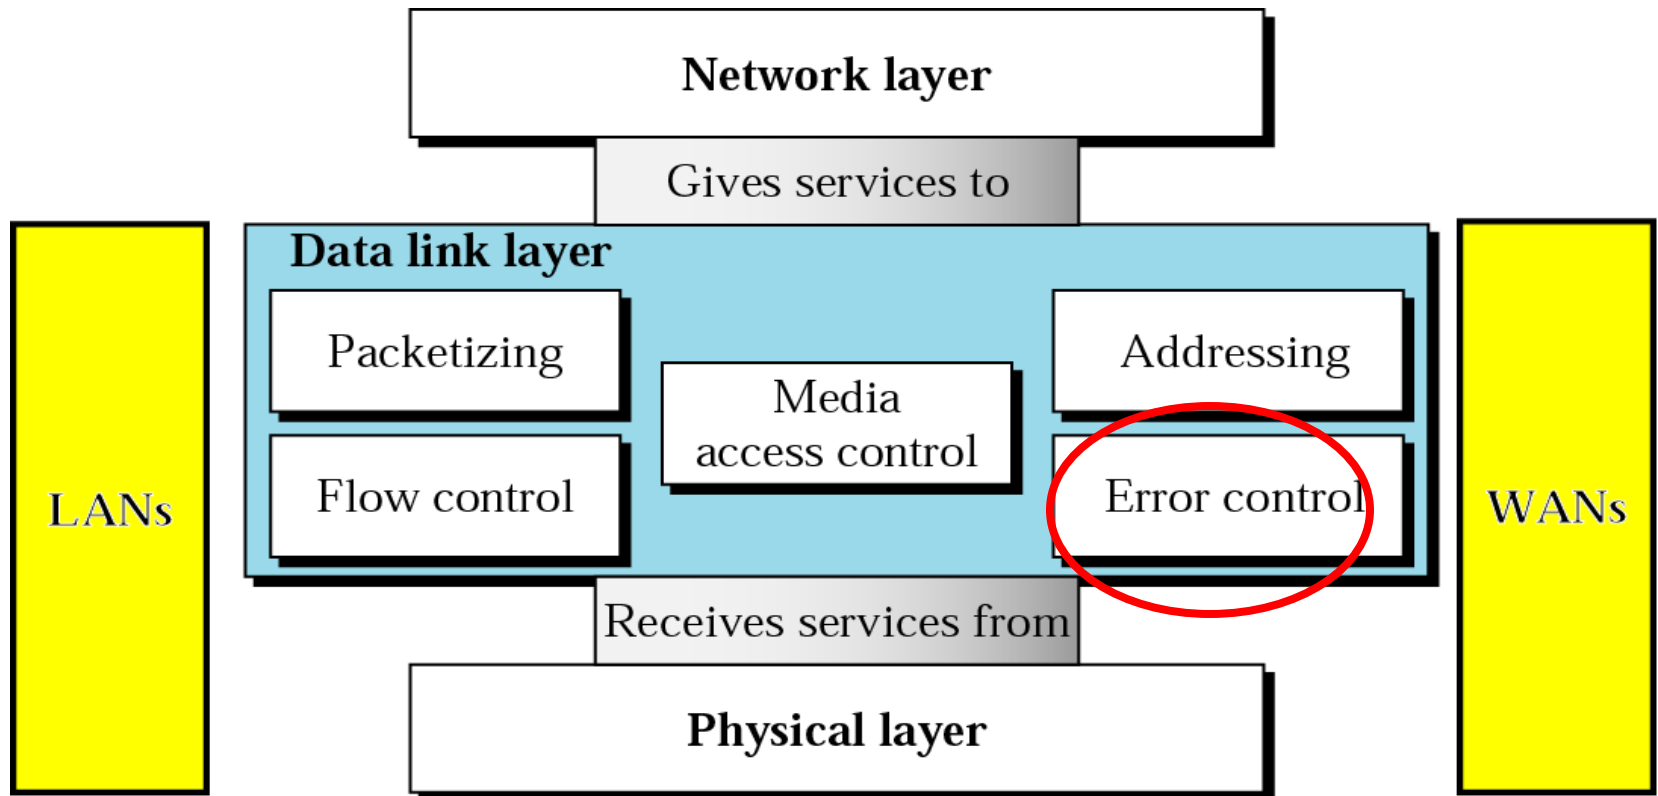 Network layer
Gives services to
Data link layer
Packetizing
Addressing
Media
access control
Flow control
Error control
LANs
WANs
Receives services from
Physical layer